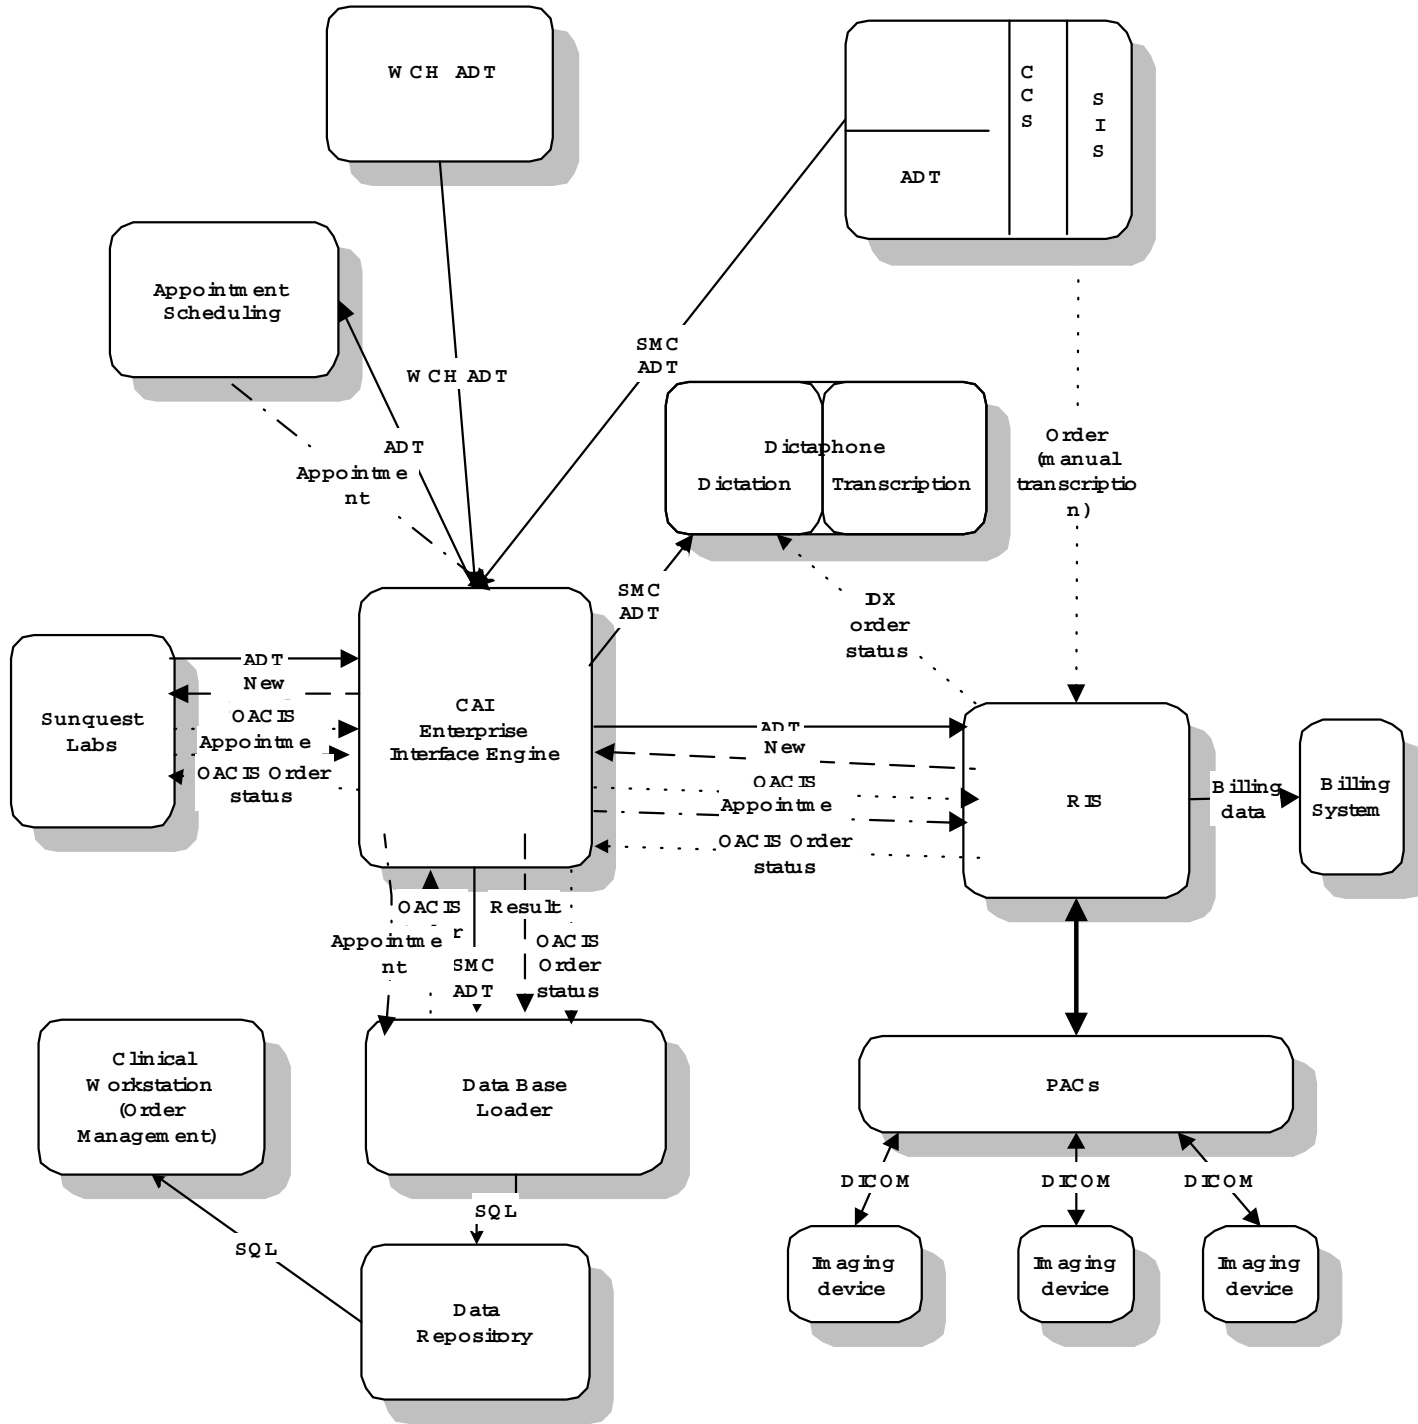 WCH ADT
C
C
S
S
I
S
ADT
Appointment
Scheduling
SMC
ADT
WCH ADT
ADT
Appointme
nt
Dictaphone
Dictation
Transcription
Order
(manual
transcriptio
n)
SMC
ADT
IDX
order
status
ADT
New
OACIS
Appointme
OACIS Order
status
Sunquest
Labs
CAI
Enterprise
Interface Engine
ADT
New
OACIS
Appointme
OACIS Order
status
RIS
Billing
data
Billing
System
OACIS
r
Appointme
nt
Result
SMC
ADT
OACIS
Order
status
Clinical
Workstation
(Order
Management)
Data Base
Loader
PACs
SQL
SQL
DICOM
DICOM
DICOM
Data
Repository
Imaging
device
Imaging
device
Imaging
device